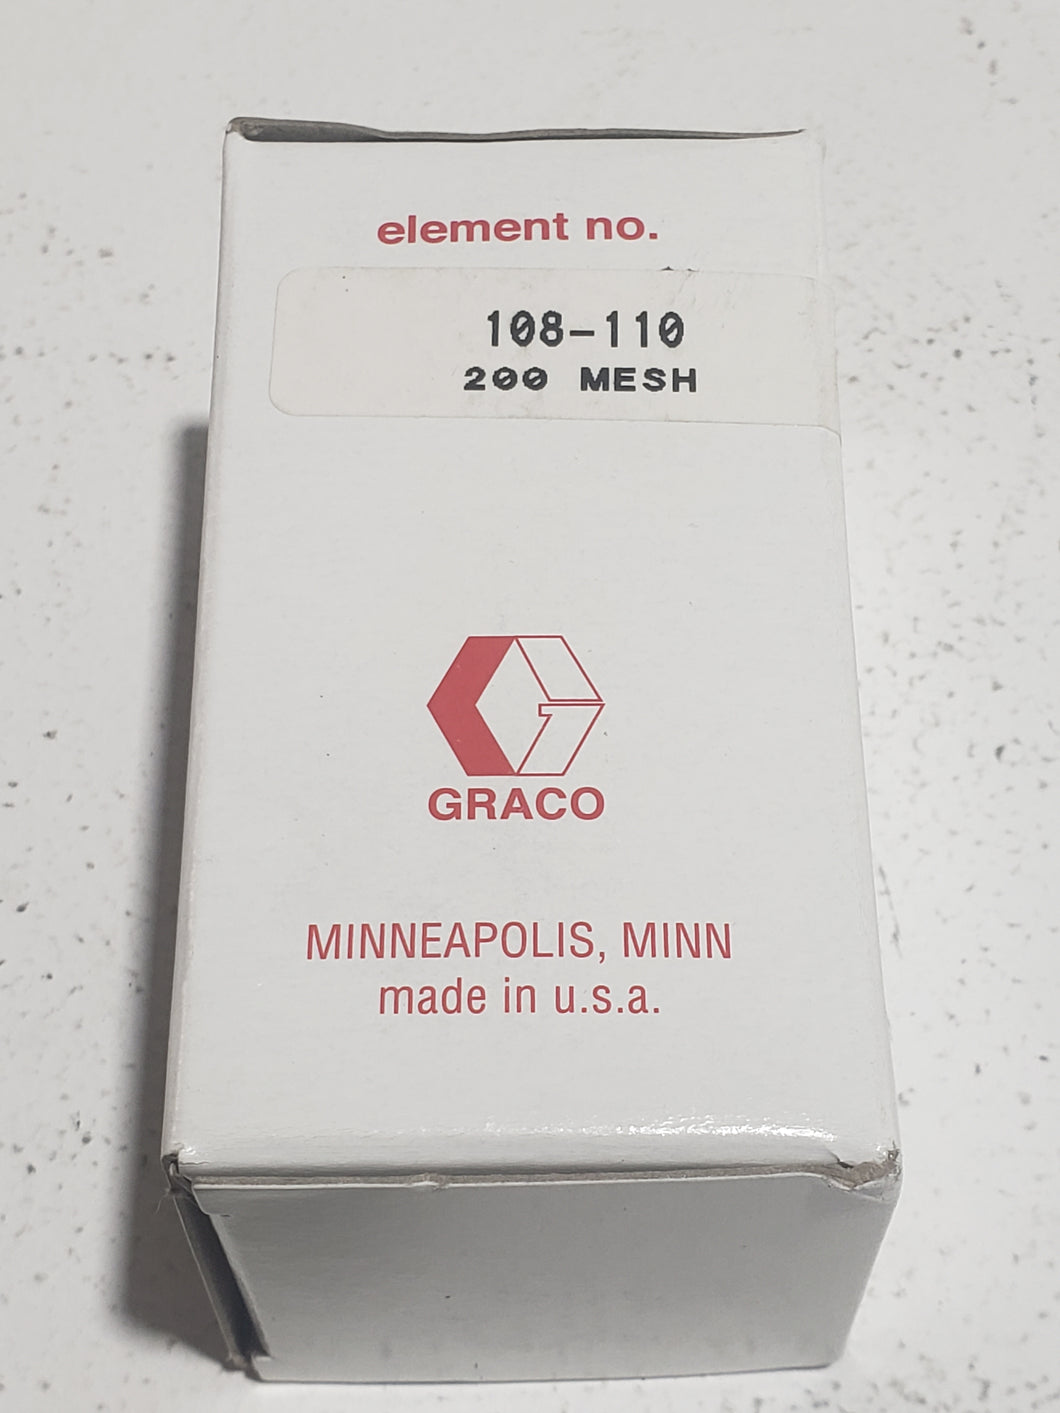 element no.
108-110
200 MESH
GRACO
MINNEAPOLIS, MINN
made in u.s.a.